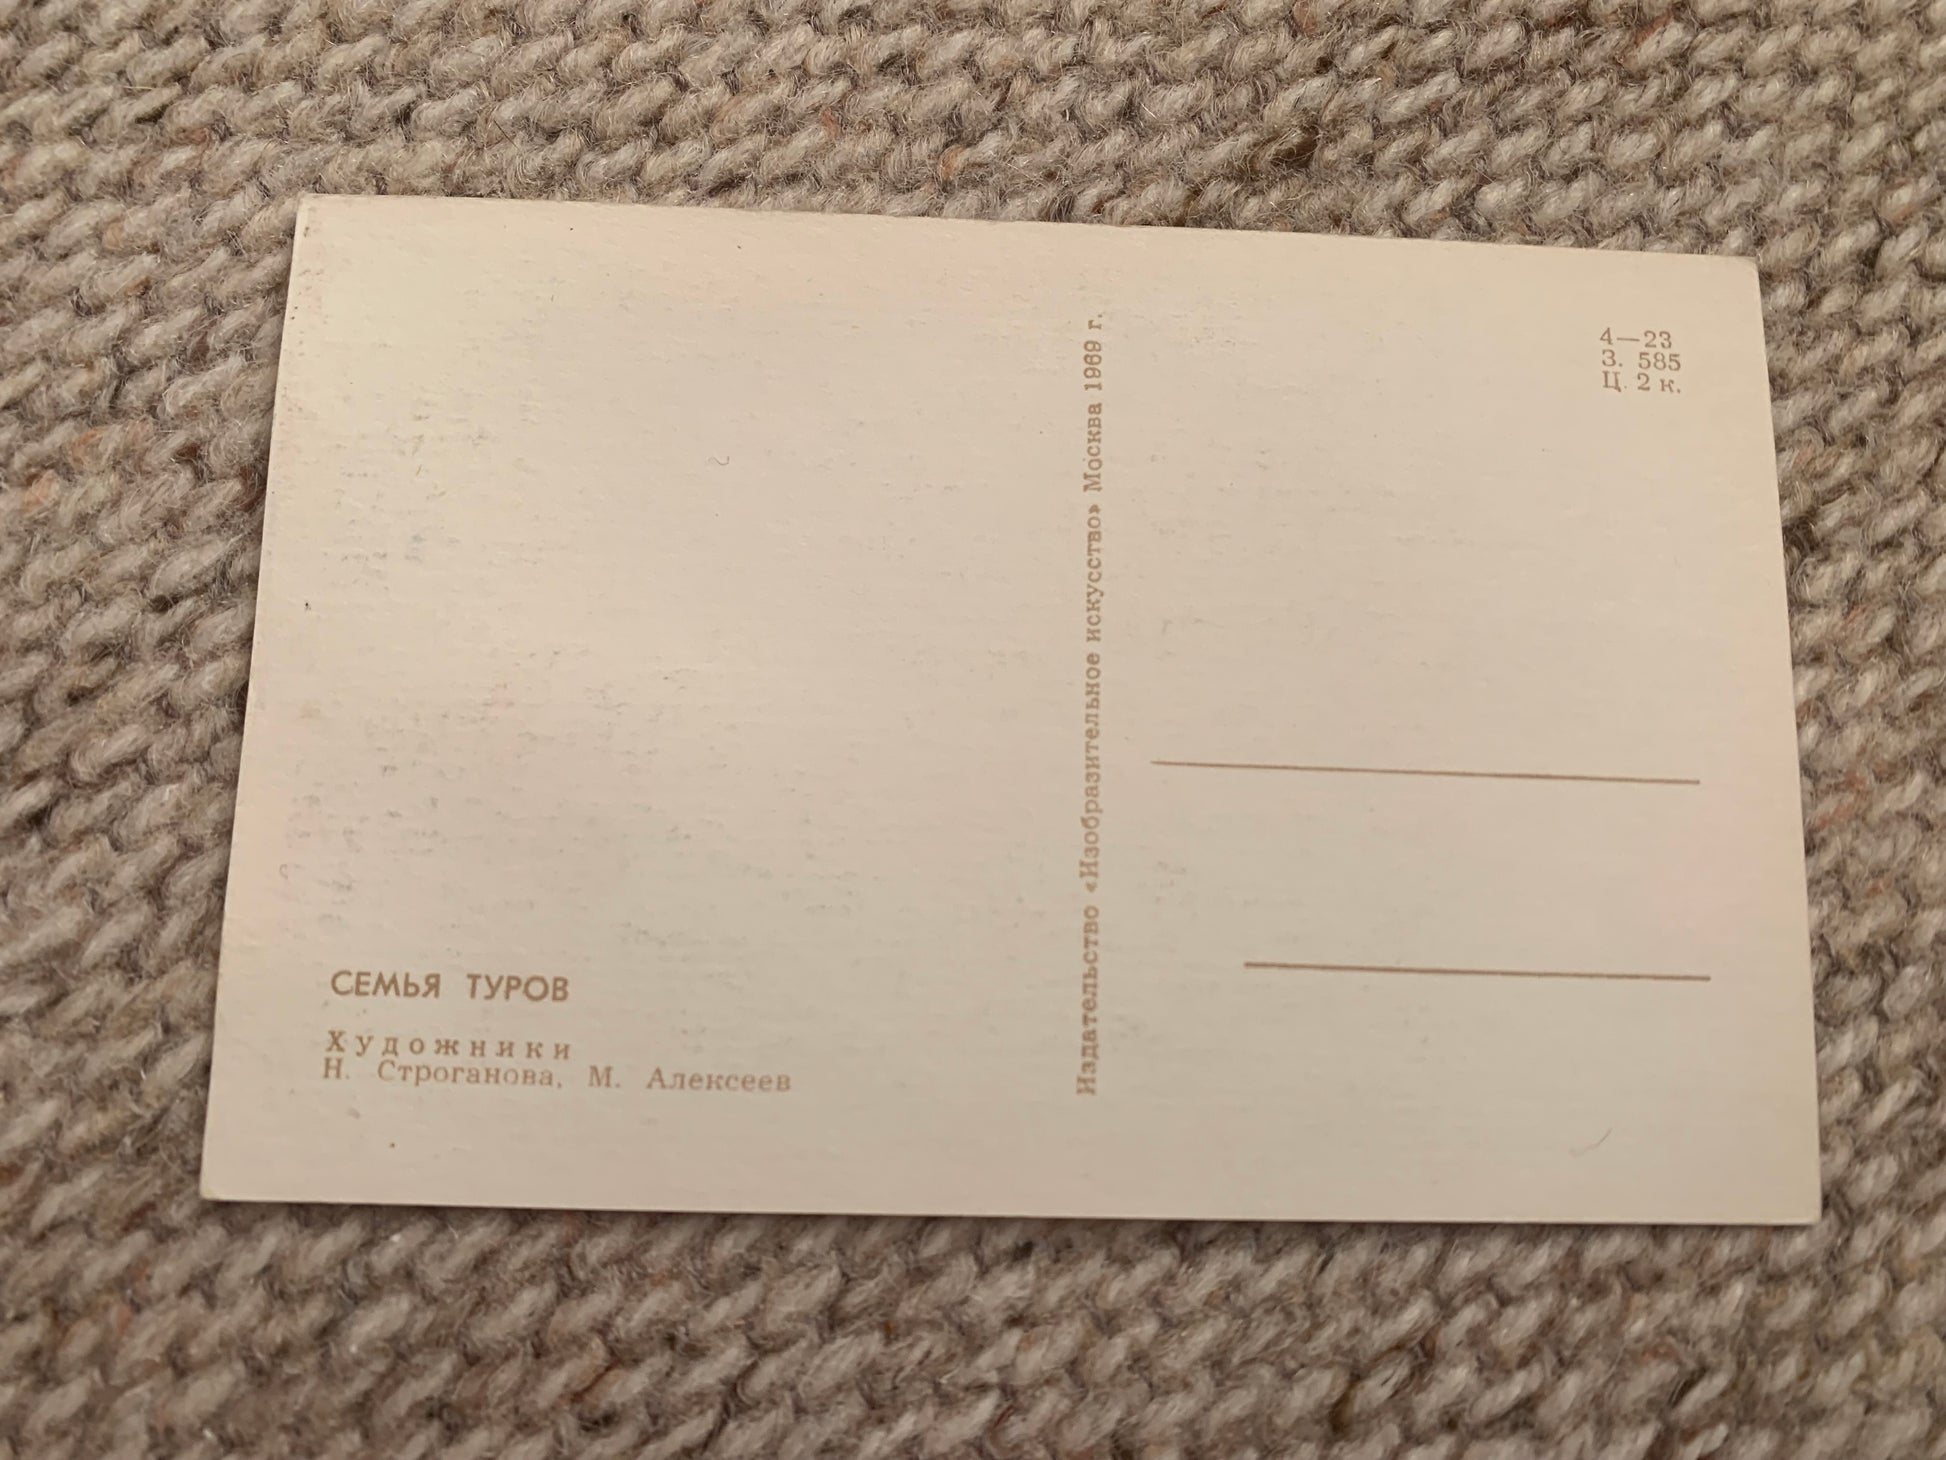 СЕМЬЯ ТУРОВ
Художники
Н. Строганова, М. Алексеев
Издательство «Изобразительное искусство» Москва 1969 г.
4—23
З. 585
Ц. 2 к.